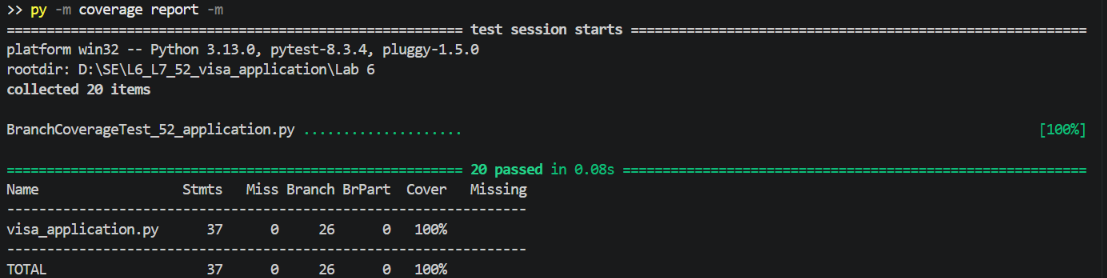 >> py -m coverage report -m
========================================================= test session starts =========================================================
platform win32 -- Python 3.13.0, pytest-8.3.4, pluggy-1.5.0
rootdir: D:\SE\L6_L7_52_visa_application\Lab 6
collected 20 items
BranchCoverageTest_52_application.py .................... [100%]
========================================================= 20 passed in 0.08s ==========================================================
Name Stmts Miss Branch BrPart Cover Missing
-----------------------------------------------------------------
visa_application.py 37 0 26 0 100%
-----------------------------------------------------------------
TOTAL 37 0 26 0 100%